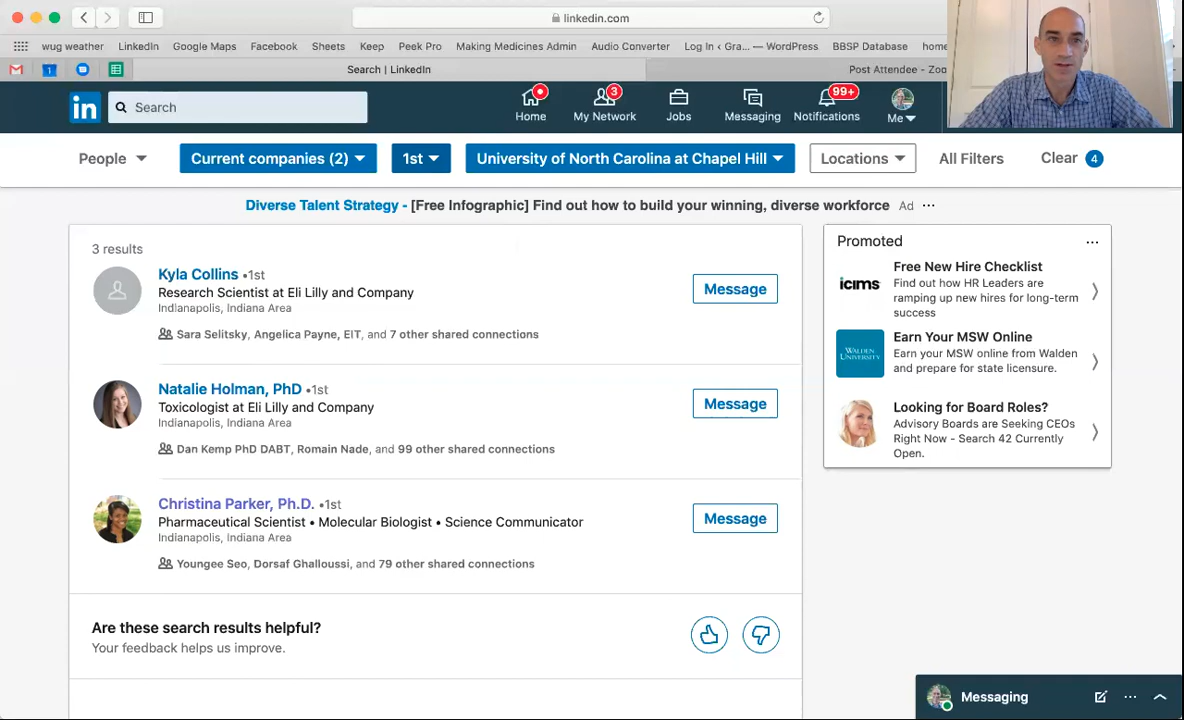 linkedin.com
wug weather LinkedIn Google Maps Facebook Sheets Keep Peek Pro Making Medicines Admin Audio Converter Log In ‹ Gra... — WordPress BBSP Database home
1 Search | LinkedIn Post Attendee - Zoo
in Search Home 3 My Network Jobs Messaging 99+ Notifications Me
People Current companies (2) 1st University of North Carolina at Chapel Hill Locations All Filters Clear 4
Diverse Talent Strategy - [Free Infographic] Find out how to build your winning, diverse workforce Ad ...
3 results
Kyla Collins •1st
Research Scientist at Eli Lilly and Company
Indianapolis, Indiana Area
Sara Selitsky, Angelica Payne, EIT, and 7 other shared connections
Message
Natalie Holman, PhD •1st
Toxicologist at Eli Lilly and Company
Indianapolis, Indiana Area
Dan Kemp PhD DABT, Romain Nade, and 99 other shared connections
Message
Christina Parker, Ph.D. •1st
Pharmaceutical Scientist • Molecular Biologist • Science Communicator
Indianapolis, Indiana Area
Youngee Seo, Dorsaf Ghalloussi, and 79 other shared connections
Message
Are these search results helpful?
Your feedback helps us improve.
Promoted ...
icims
Free New Hire Checklist
Find out how HR Leaders are
ramping up new hires for long-term
success
WALDEN
UNIVERSITY
Earn Your MSW Online
Earn your MSW online from Walden
and prepare for state licensure.
Looking for Board Roles?
Advisory Boards are Seeking CEOs
Right Now - Search 42 Currently
Open.
Messaging ...